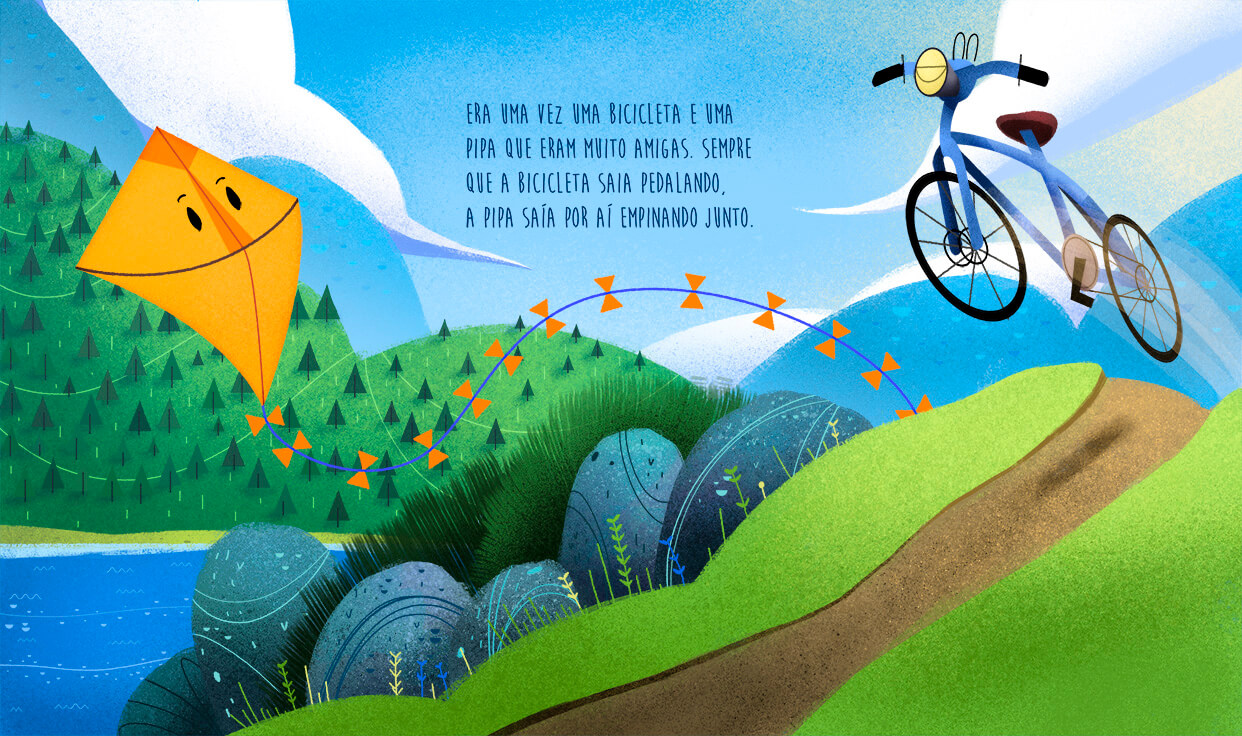 ERA UMA VEZ UMA BICICLETA E UMA
PIPA QUE ERAM MUITO AMIGAS. SEMPRE
QUE A BICICLETA SAIA PEDALANDO,
A PIPA SAÍA POR AÍ EMPINANDO JUNTO.